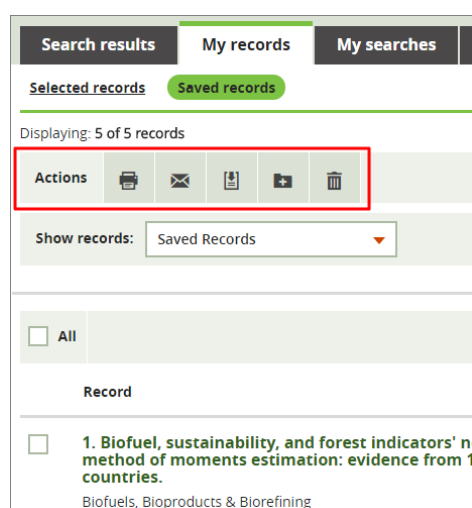 Search results My records My searches
Selected records Saved records
Displaying: 5 of 5 records
Actions
Show records: Saved Records
All
Record
1. Biofuel, sustainability, and forest indicators'
method of moments estimation: evidence from
countries.
Biofuels, Bioproducts & Biorefining